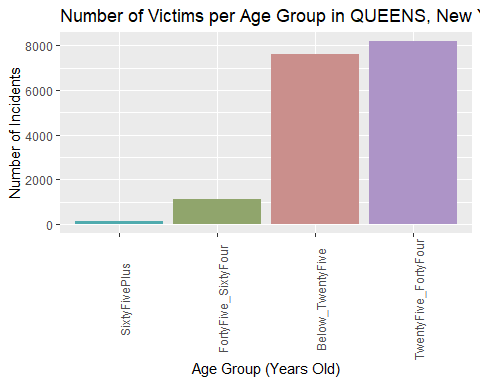 Number of Victims per Age Group in QUEENS, New
8000
6000
4000
2000
0
Number of Incidents
SixtyFivePlus
FortyFive_SixtyFour
Below_TwentyFive
TwentyFive_FortyFour
Age Group (Years Old)